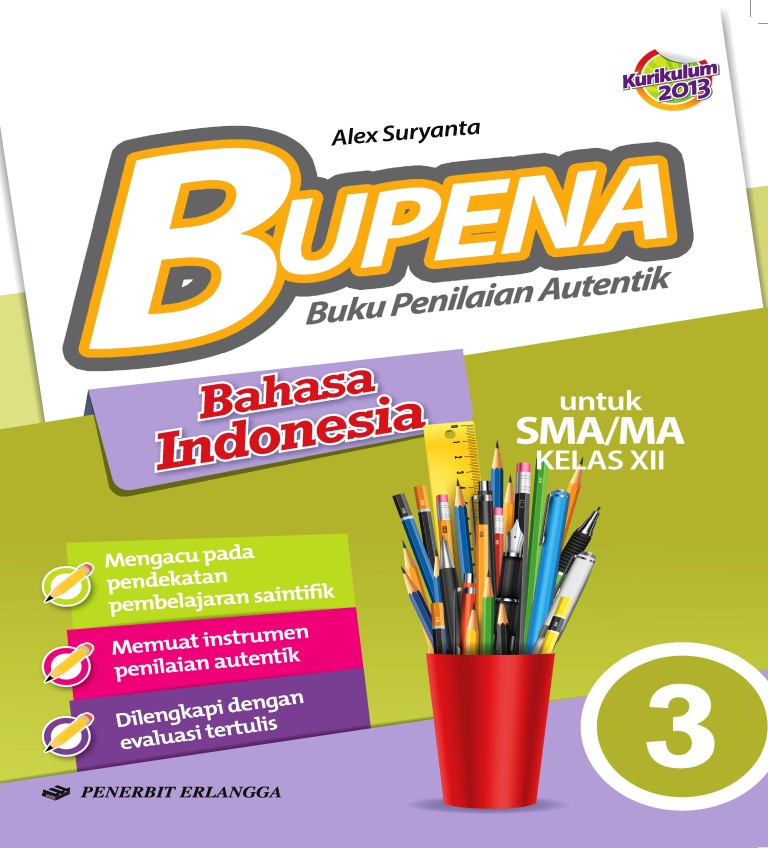 Kurikulum
2013
Alex Suryanta
BUPENA
Buku Penilaian Autentik
Bahasa
Indonesia
untuk
SMA/MA
KELAS XII
Mengacu pada
pendekatan
pembelajaran saintifik
Memuat instrumen
penilaian autentik
Dilengkapi dengan
evaluasi tertulis
3
PENERBIT ERLANGGA